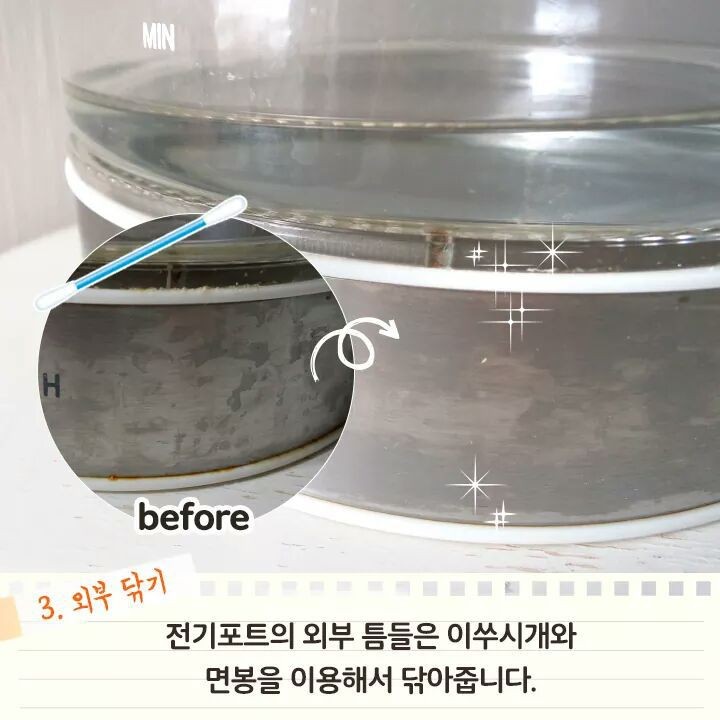 MIN
H
before
3. 외부 닦기
전기포트의 외부 틈들은 이쑤시개와
면봉을 이용해서 닦아줍니다.